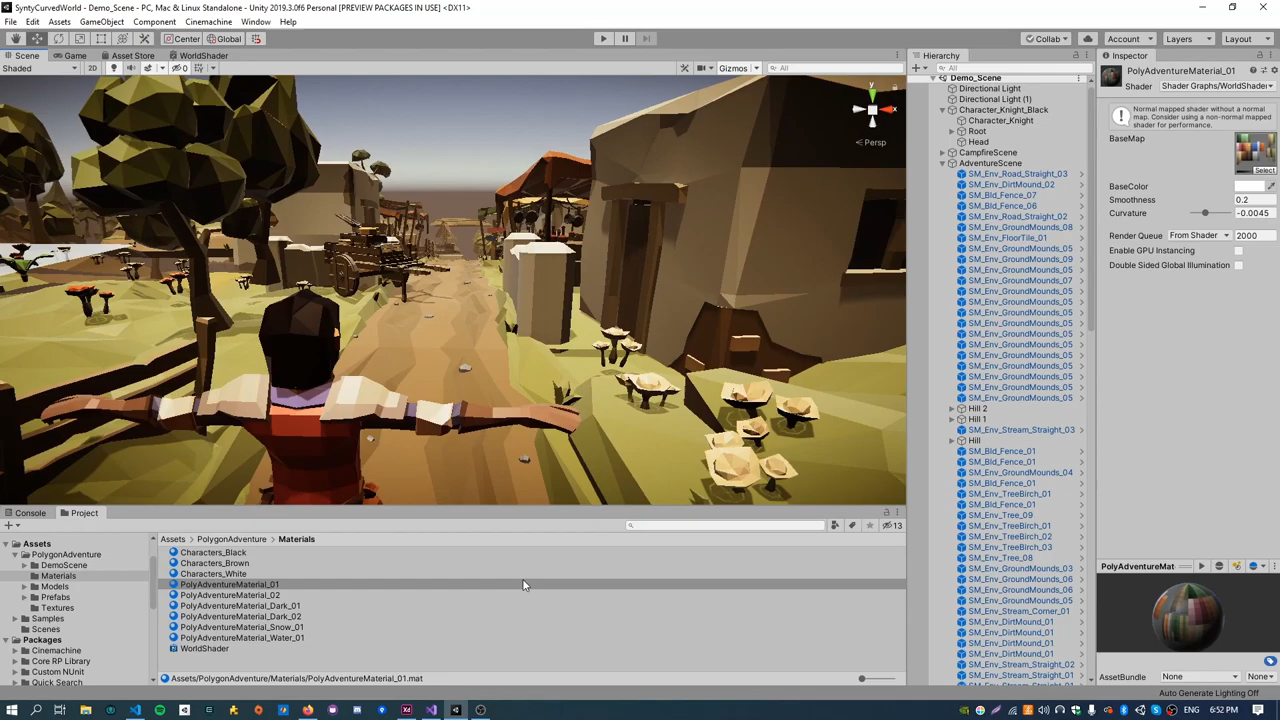 SyntyCurvedWorld - Demo_Scene - PC, Mac & Linux Standalone - Unity 2019.3.0f6 Personal [PREVIEW PACKAGES IN USE] <DX11>
File Edit Assets GameObject Component Cinemachine Window Help
Center Global Collab Account Layers Layout
Scene Game Asset Store WorldShader
Shaded 2D 0 Gizmos All
y
x
Persp
Hierarchy
All
Demo_Scene
Directional Light
Directional Light (1)
Character_Knight_Black
Character_Knight
Root
Head
CampfireScene
AdventureScene
SM_Env_Road_Straight_03
SM_Env_DirtMound_02
SM_Bld_Fence_07
SM_Bld_Fence_06
SM_Env_Road_Straight_02
SM_Env_GroundMounds_08
SM_Env_FloorTile_01
SM_Env_GroundMounds_05
SM_Env_GroundMounds_09
SM_Env_GroundMounds_05
SM_Env_GroundMounds_07
SM_Env_GroundMounds_05
SM_Env_GroundMounds_05
SM_Env_GroundMounds_05
SM_Env_GroundMounds_05
SM_Env_GroundMounds_05
SM_Env_GroundMounds_05
SM_Env_GroundMounds_05
SM_Env_GroundMounds_05
SM_Env_GroundMounds_05
SM_Env_GroundMounds_05
SM_Env_GroundMounds_05
Hill 2
Hill 1
SM_Env_Stream_Straight_03
Hill
SM_Bld_Fence_01
SM_Bld_Fence_01
SM_Env_GroundMounds_04
SM_Bld_Fence_01
SM_Env_TreeBirch_01
SM_Bld_Fence_01
SM_Env_Tree_09
SM_Env_TreeBirch_01
SM_Env_TreeBirch_02
SM_Env_TreeBirch_03
SM_Env_Tree_08
SM_Env_GroundMounds_03
SM_Env_GroundMounds_06
SM_Env_GroundMounds_06
SM_Env_GroundMounds_05
SM_Env_Stream_Corner_01
SM_Env_DirtMound_01
SM_Env_DirtMound_01
SM_Env_DirtMound_01
SM_Env_DirtMound_01
SM_Env_Stream_Straight_02
SM_Env_Stream_Straight_01
Inspector
PolyAdventureMaterial_01
Shader Shader Graphs/WorldShader
Normal mapped shader without a normal
map. Consider using a non-normal mapped
shader for performance.
BaseMap
Select
BaseColor
Smoothness 0.2
Curvature -0.0045
Render Queue From Shader 2000
Enable GPU Instancing
Double Sided Global Illumination
PolyAdventureMat
AssetBundle None None
Console Project
13
Assets
PolygonAdventure
DemoScene
Materials
Models
Prefabs
Textures
Samples
Scenes
Packages
Cinemachine
Core RP Library
Custom NUnit
Quick Search
Assets > PolygonAdventure > Materials
Characters_Black
Characters_Brown
Characters_White
PolyAdventureMaterial_01
PolyAdventureMaterial_02
PolyAdventureMaterial_Dark_01
PolyAdventureMaterial_Dark_02
PolyAdventureMaterial_Snow_01
PolyAdventureMaterial_Water_01
WorldShader
Assets/PolygonAdventure/Materials/PolyAdventureMaterial_01.mat
Auto Generate Lighting Off
ENG 6:52 PM